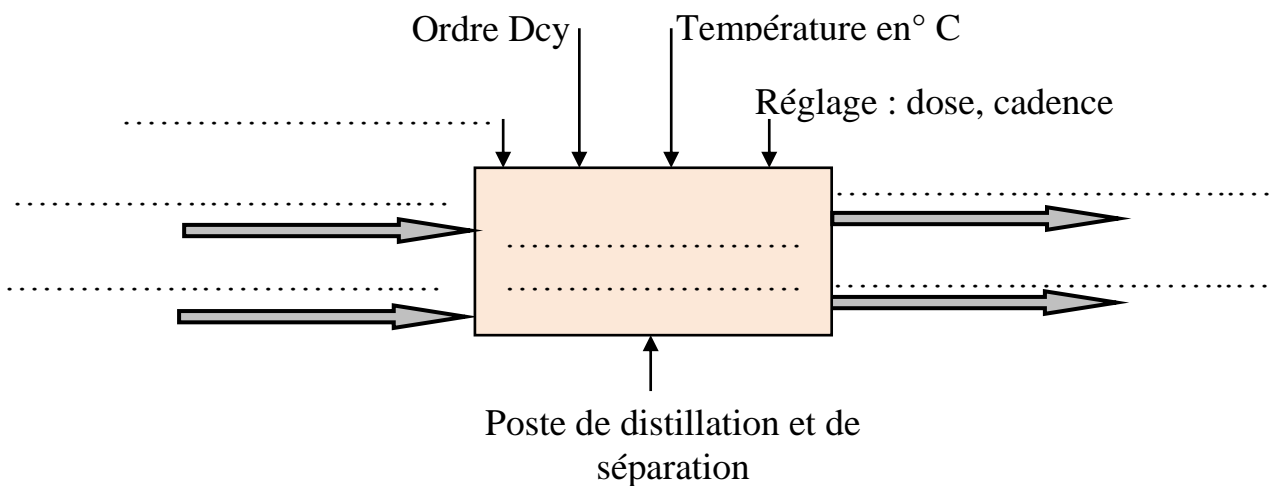 Ordre Dcy
Température en° C
Réglage : dose, cadence
Poste de distillation et de
séparation